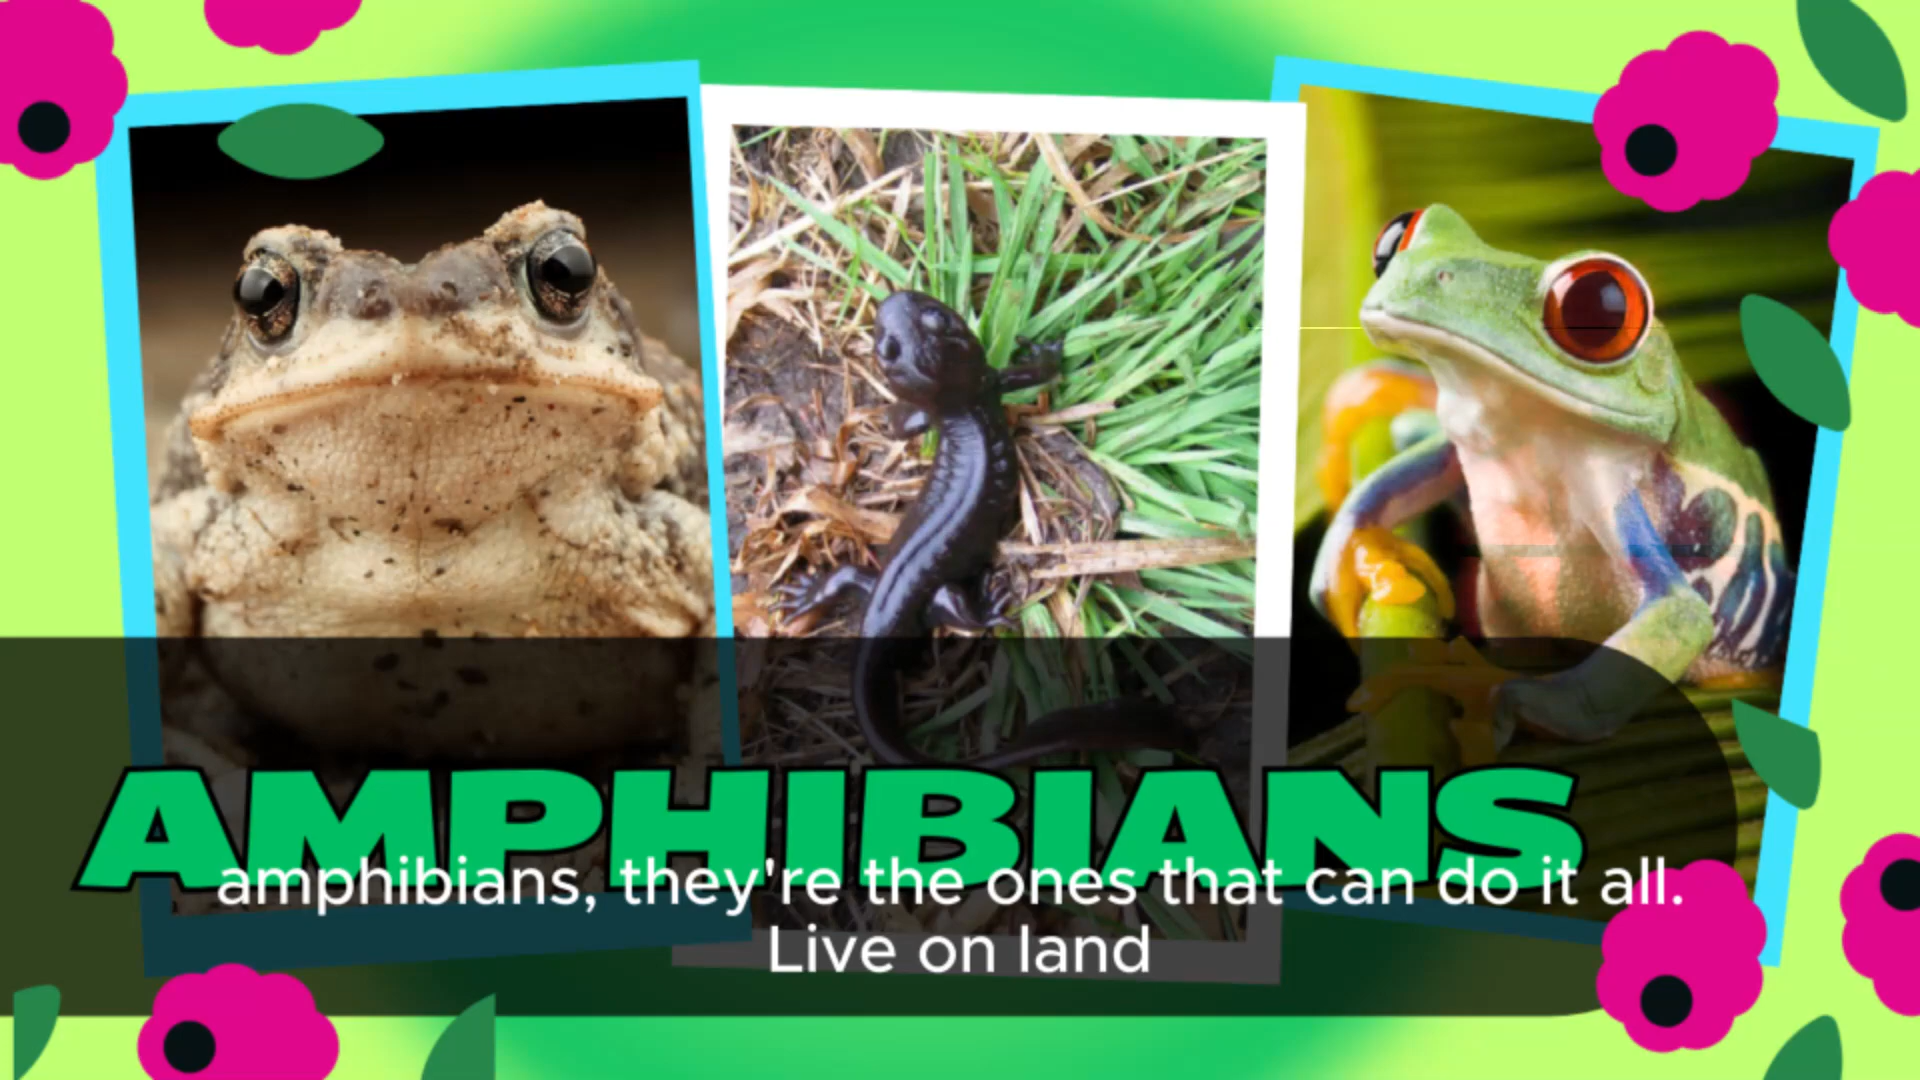 AMPHIBIANS
amphibians, they're the ones that can do it all.
Live on land